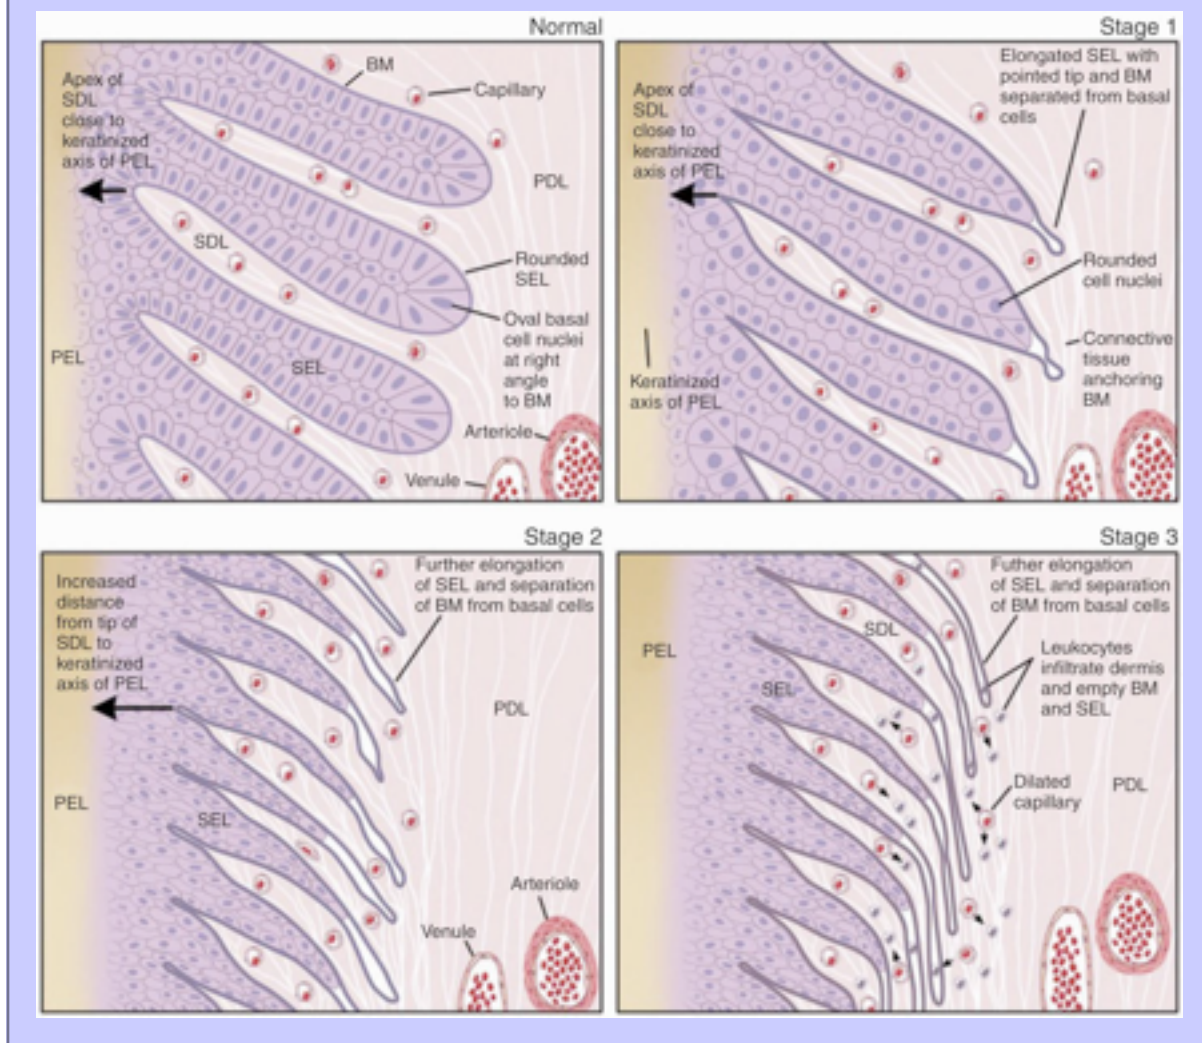 Normal
Apex of
SDL
close to
keratinized
axis of PEL
BM
Capillary
PDL
SDL
Rounded
SEL
Oval basal
cell nuclei
at right
angle
to BM
PEL
SEL
Arteriole
Venule
Stage 1
Apex of
SDL
close to
keratinized
axis of PEL
Elongated SEL with
pointed tip and BM
separated from basal
cells
Rounded
cell nuclei
Connective
tissue
anchoring
BM
Keratinized
axis of PEL
Stage 2
Increased
distance
from tip of
SDL to
keratinized
axis of PEL
Further elongation
of SEL and separation
of BM from basal cells
PDL
PEL
SEL
Arteriole
Venule
Stage 3
Futher elongation
of SEL and separation
of BM from basal cells
SDL
PEL
SEL
Leukocytes
infiltrate dermis
and empty BM
and SEL
Dilated
capillary
PDL